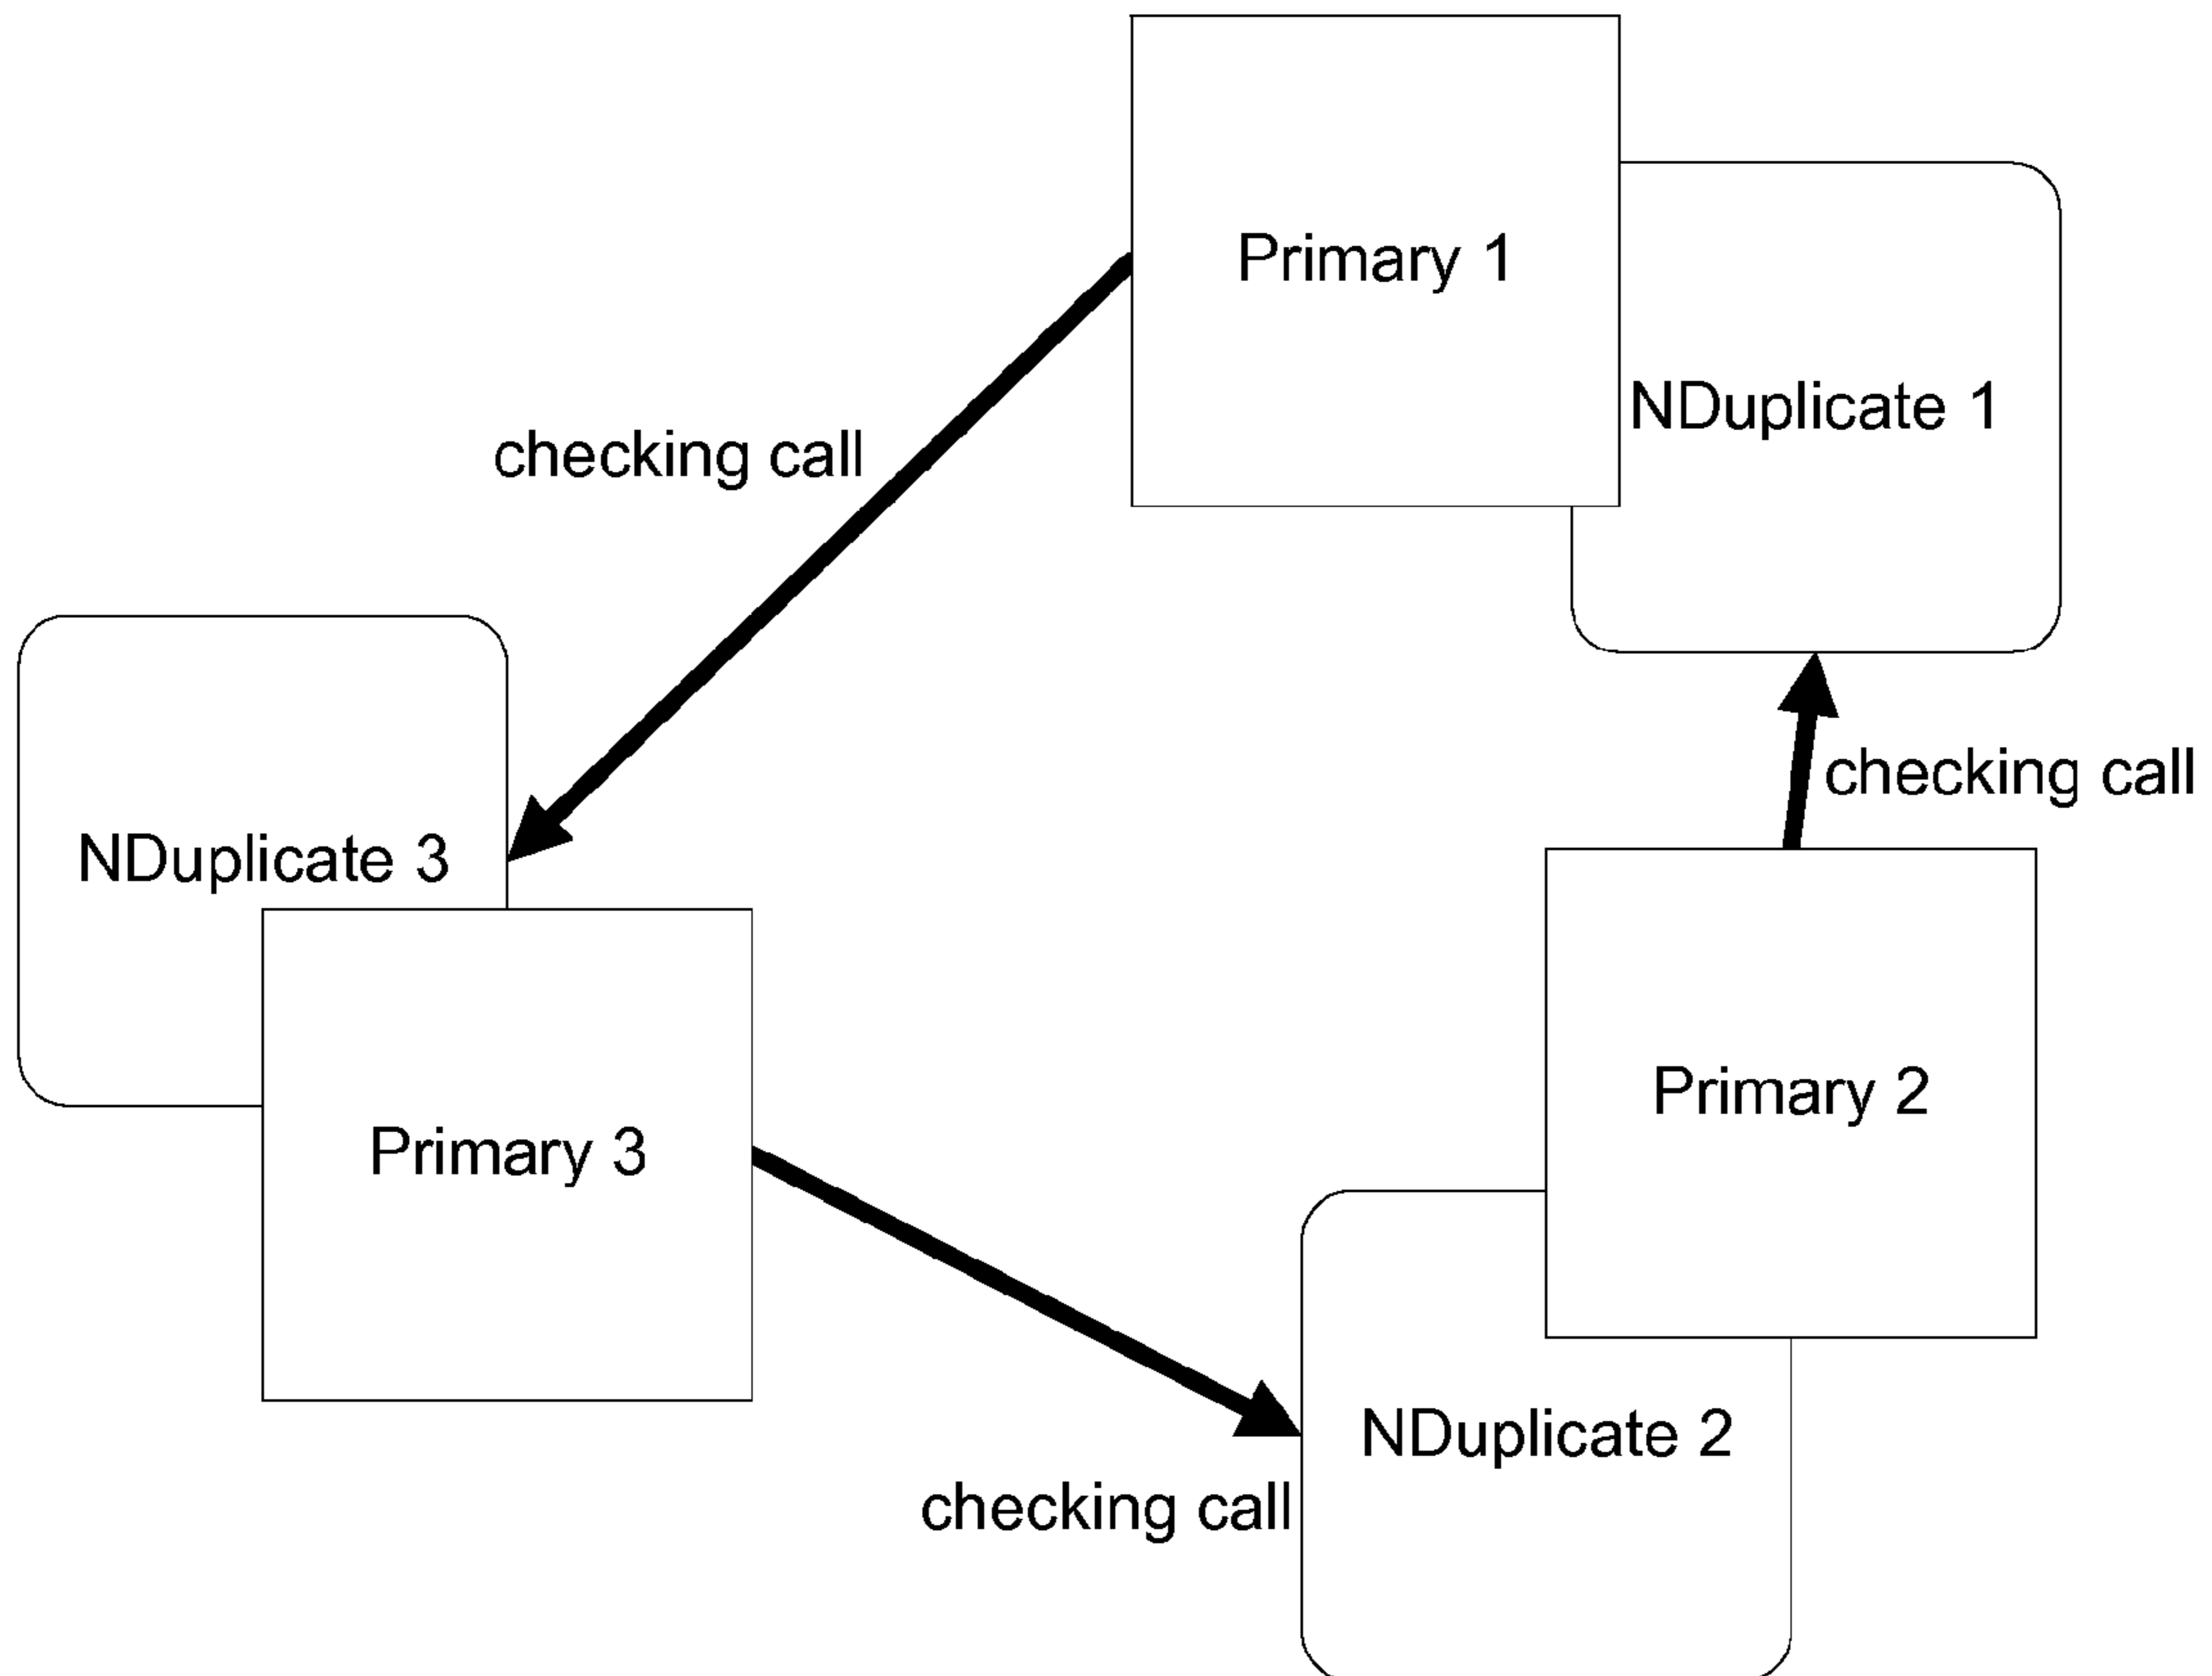 Primary 1
NDuplicate 1
checking call
checking call
NDuplicate 3
Primary 2
Primary 3
NDuplicate 2
checking call